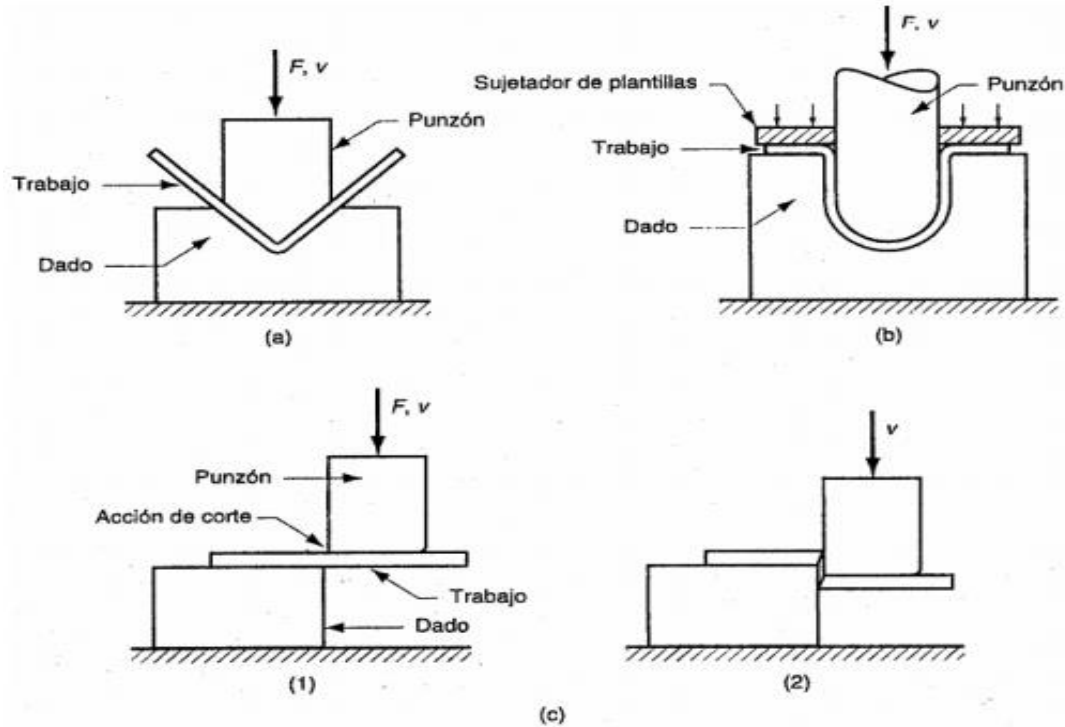 F, v
Punzón
Trabajo
Dado
(a)
F, v
Sujetador de plantillas
Punzón
Trabajo
Dado
(b)
F, v
Punzón
Acción de corte
Trabajo
Dado
(1)
v
(2)
(c)